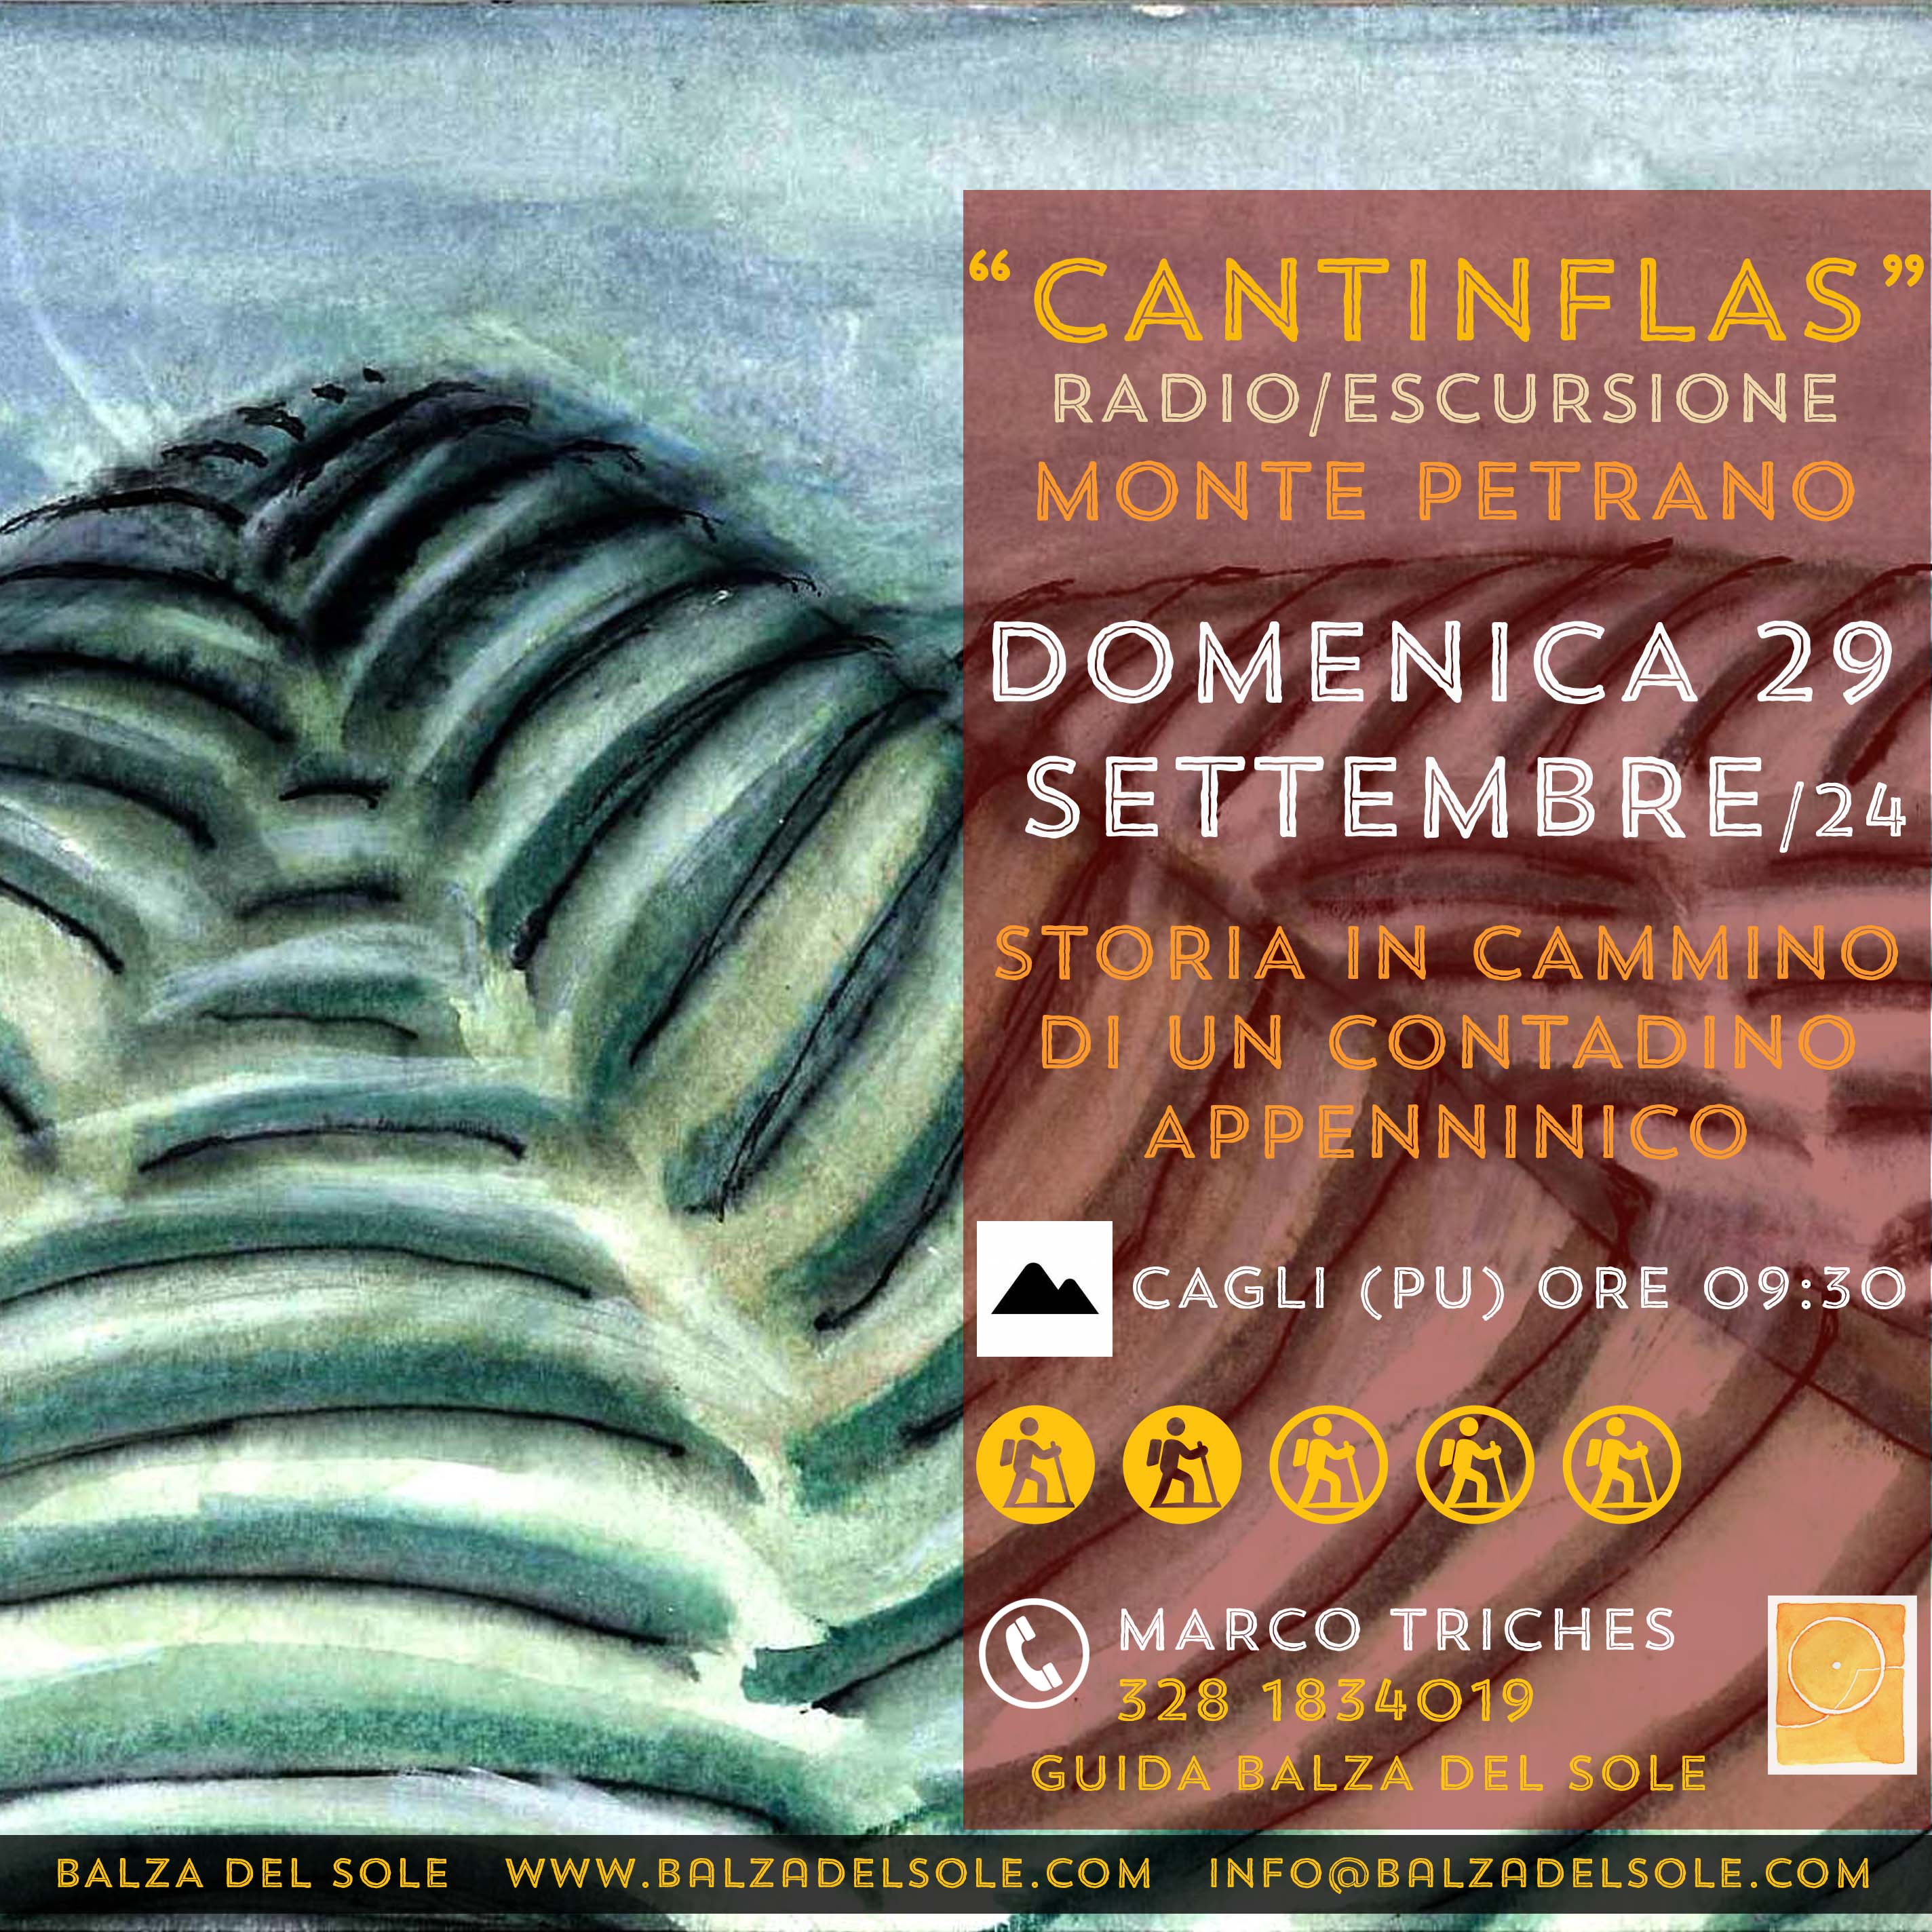 “CANTINFLAS”
RADIO/ESCURSIONE
MONTE PETRANO
DOMENICA 29
SETTEMBRE/24
STORIA IN CAMMINO
DI UN CONTADINO
APPENNINICO
CAGLI (PU) ORE 09:30
MARCO TRICHES
328 1834019
GUIDA BALZA DEL SOLE
BALZA DEL SOLE WWW.BALZADELSOLE.COM INFO@BALZADELSOLE.COM